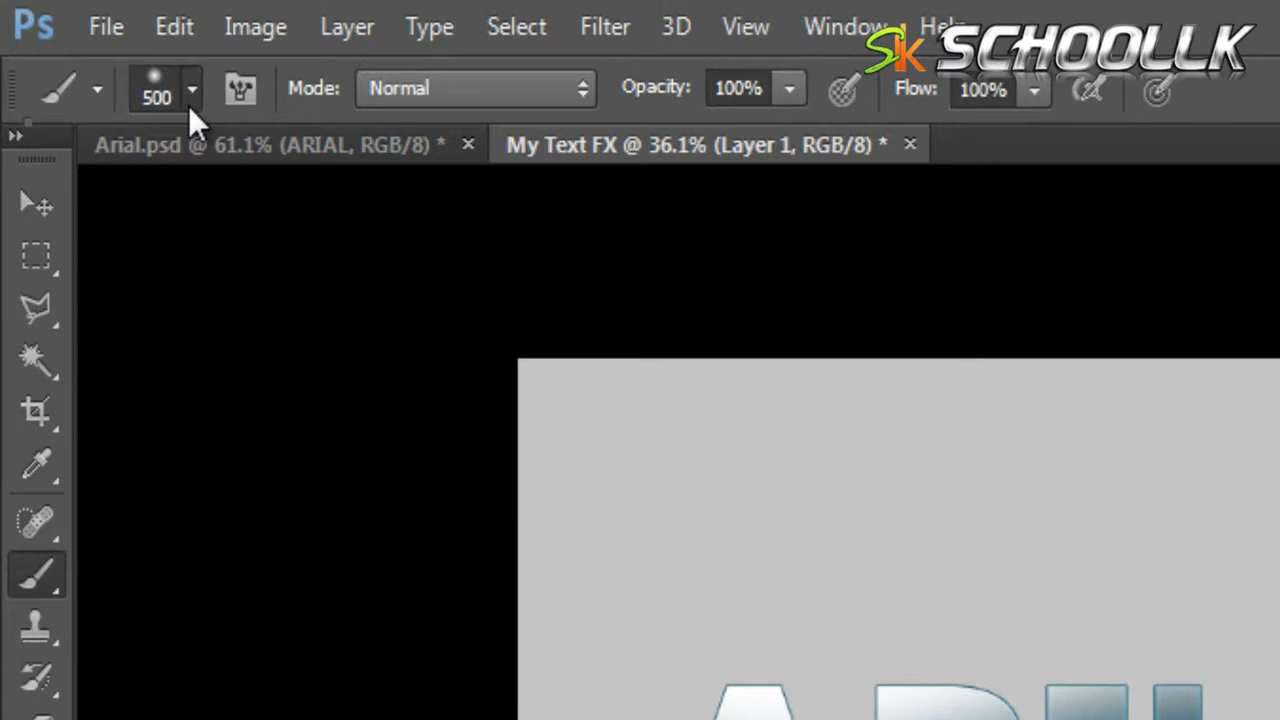 Ps File Edit Image Layer Type Select Filter 3D View Window Help
SK SCHOOLLK
500 Mode: Normal Opacity: 100% Flow: 100%
Arial.psd @ 61.1% (ARIAL, RGB/8) * × My Text FX @ 36.1% (Layer 1, RGB/8) * ×